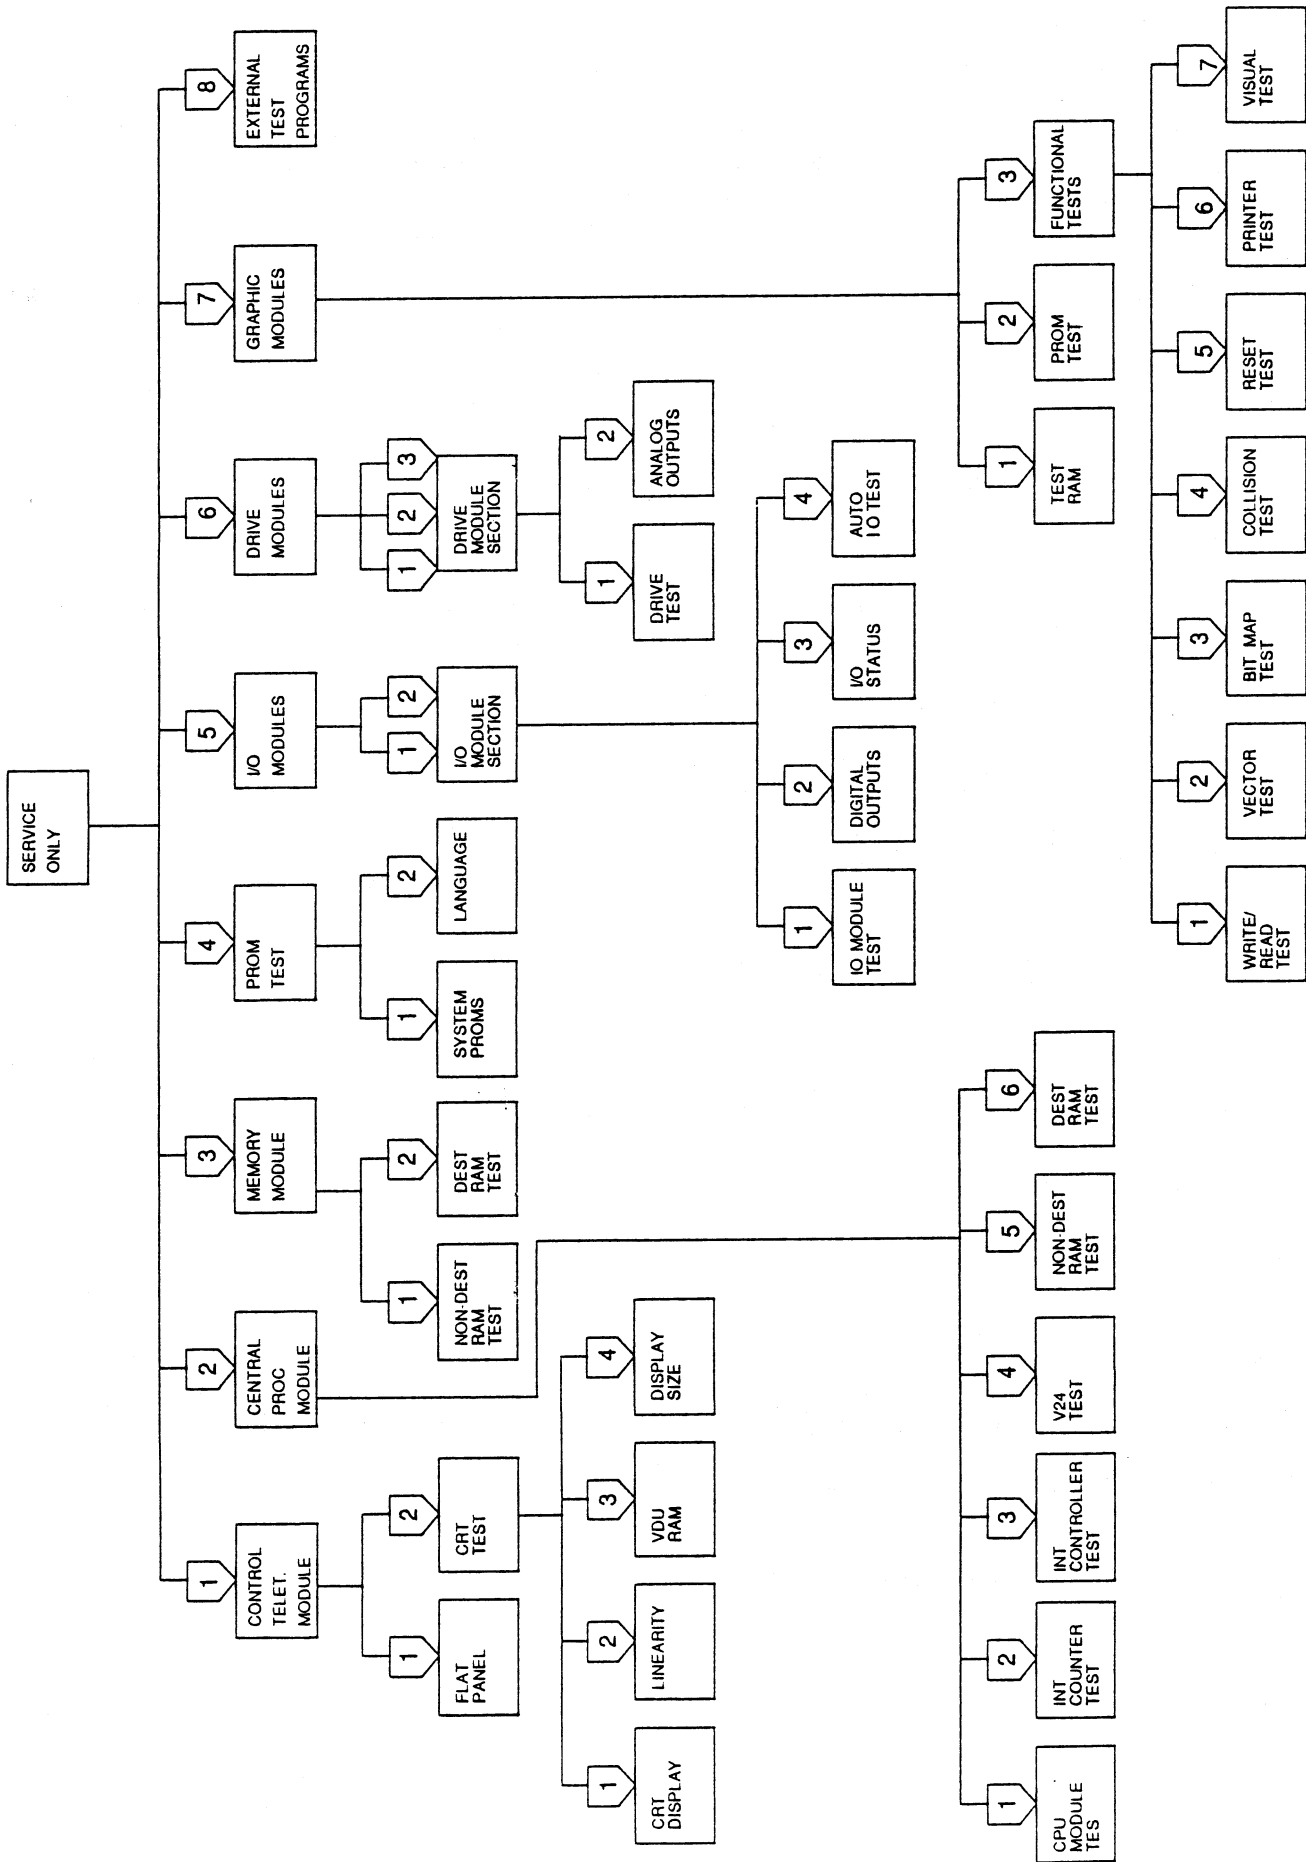 SERVICE
ONLY
1
CONTROL
TELET.
MODULE
2
CENTRAL
PROC
MODULE
3
MEMORY
MODULE
4
PROM
TEST
5
I/O
MODULES
6
DRIVE
MODULES
7
GRAPHIC
MODULES
8
EXTERNAL
TEST
PROGRAMS
1
FLAT
PANEL
2
CRT
TEST
1
NON-DEST
RAM
TEST
2
DEST
RAM
TEST
1
SYSTEM
PROMS
2
LANGUAGE
1
2
I/O
MODULE
SECTION
1
2
3
DRIVE
MODULE
SECTION
1
CRT
DISPLAY
2
LINEARITY
3
VDU
RAM
4
DISPLAY
SIZE
1
DRIVE
TEST
2
ANALOG
OUTPUTS
1
IO MODULE
TEST
2
DIGITAL
OUTPUTS
3
I/O
STATUS
4
AUTO
I O TEST
1
CPU
MODULE
TES
2
INT
COUNTER
TEST
3
INT
CONTROLLER
TEST
4
V24
TEST
5
NON-DEST
RAM
TEST
6
DEST
RAM
TEST
1
TEST
RAM
2
PROM
TEST
3
FUNCTIONAL
TESTS
1
WRITE/
READ
TEST
2
VECTOR
TEST
3
BIT MAP
TEST
4
COLLISION
TEST
5
RESET
TEST
6
PRINTER
TEST
7
VISUAL
TEST